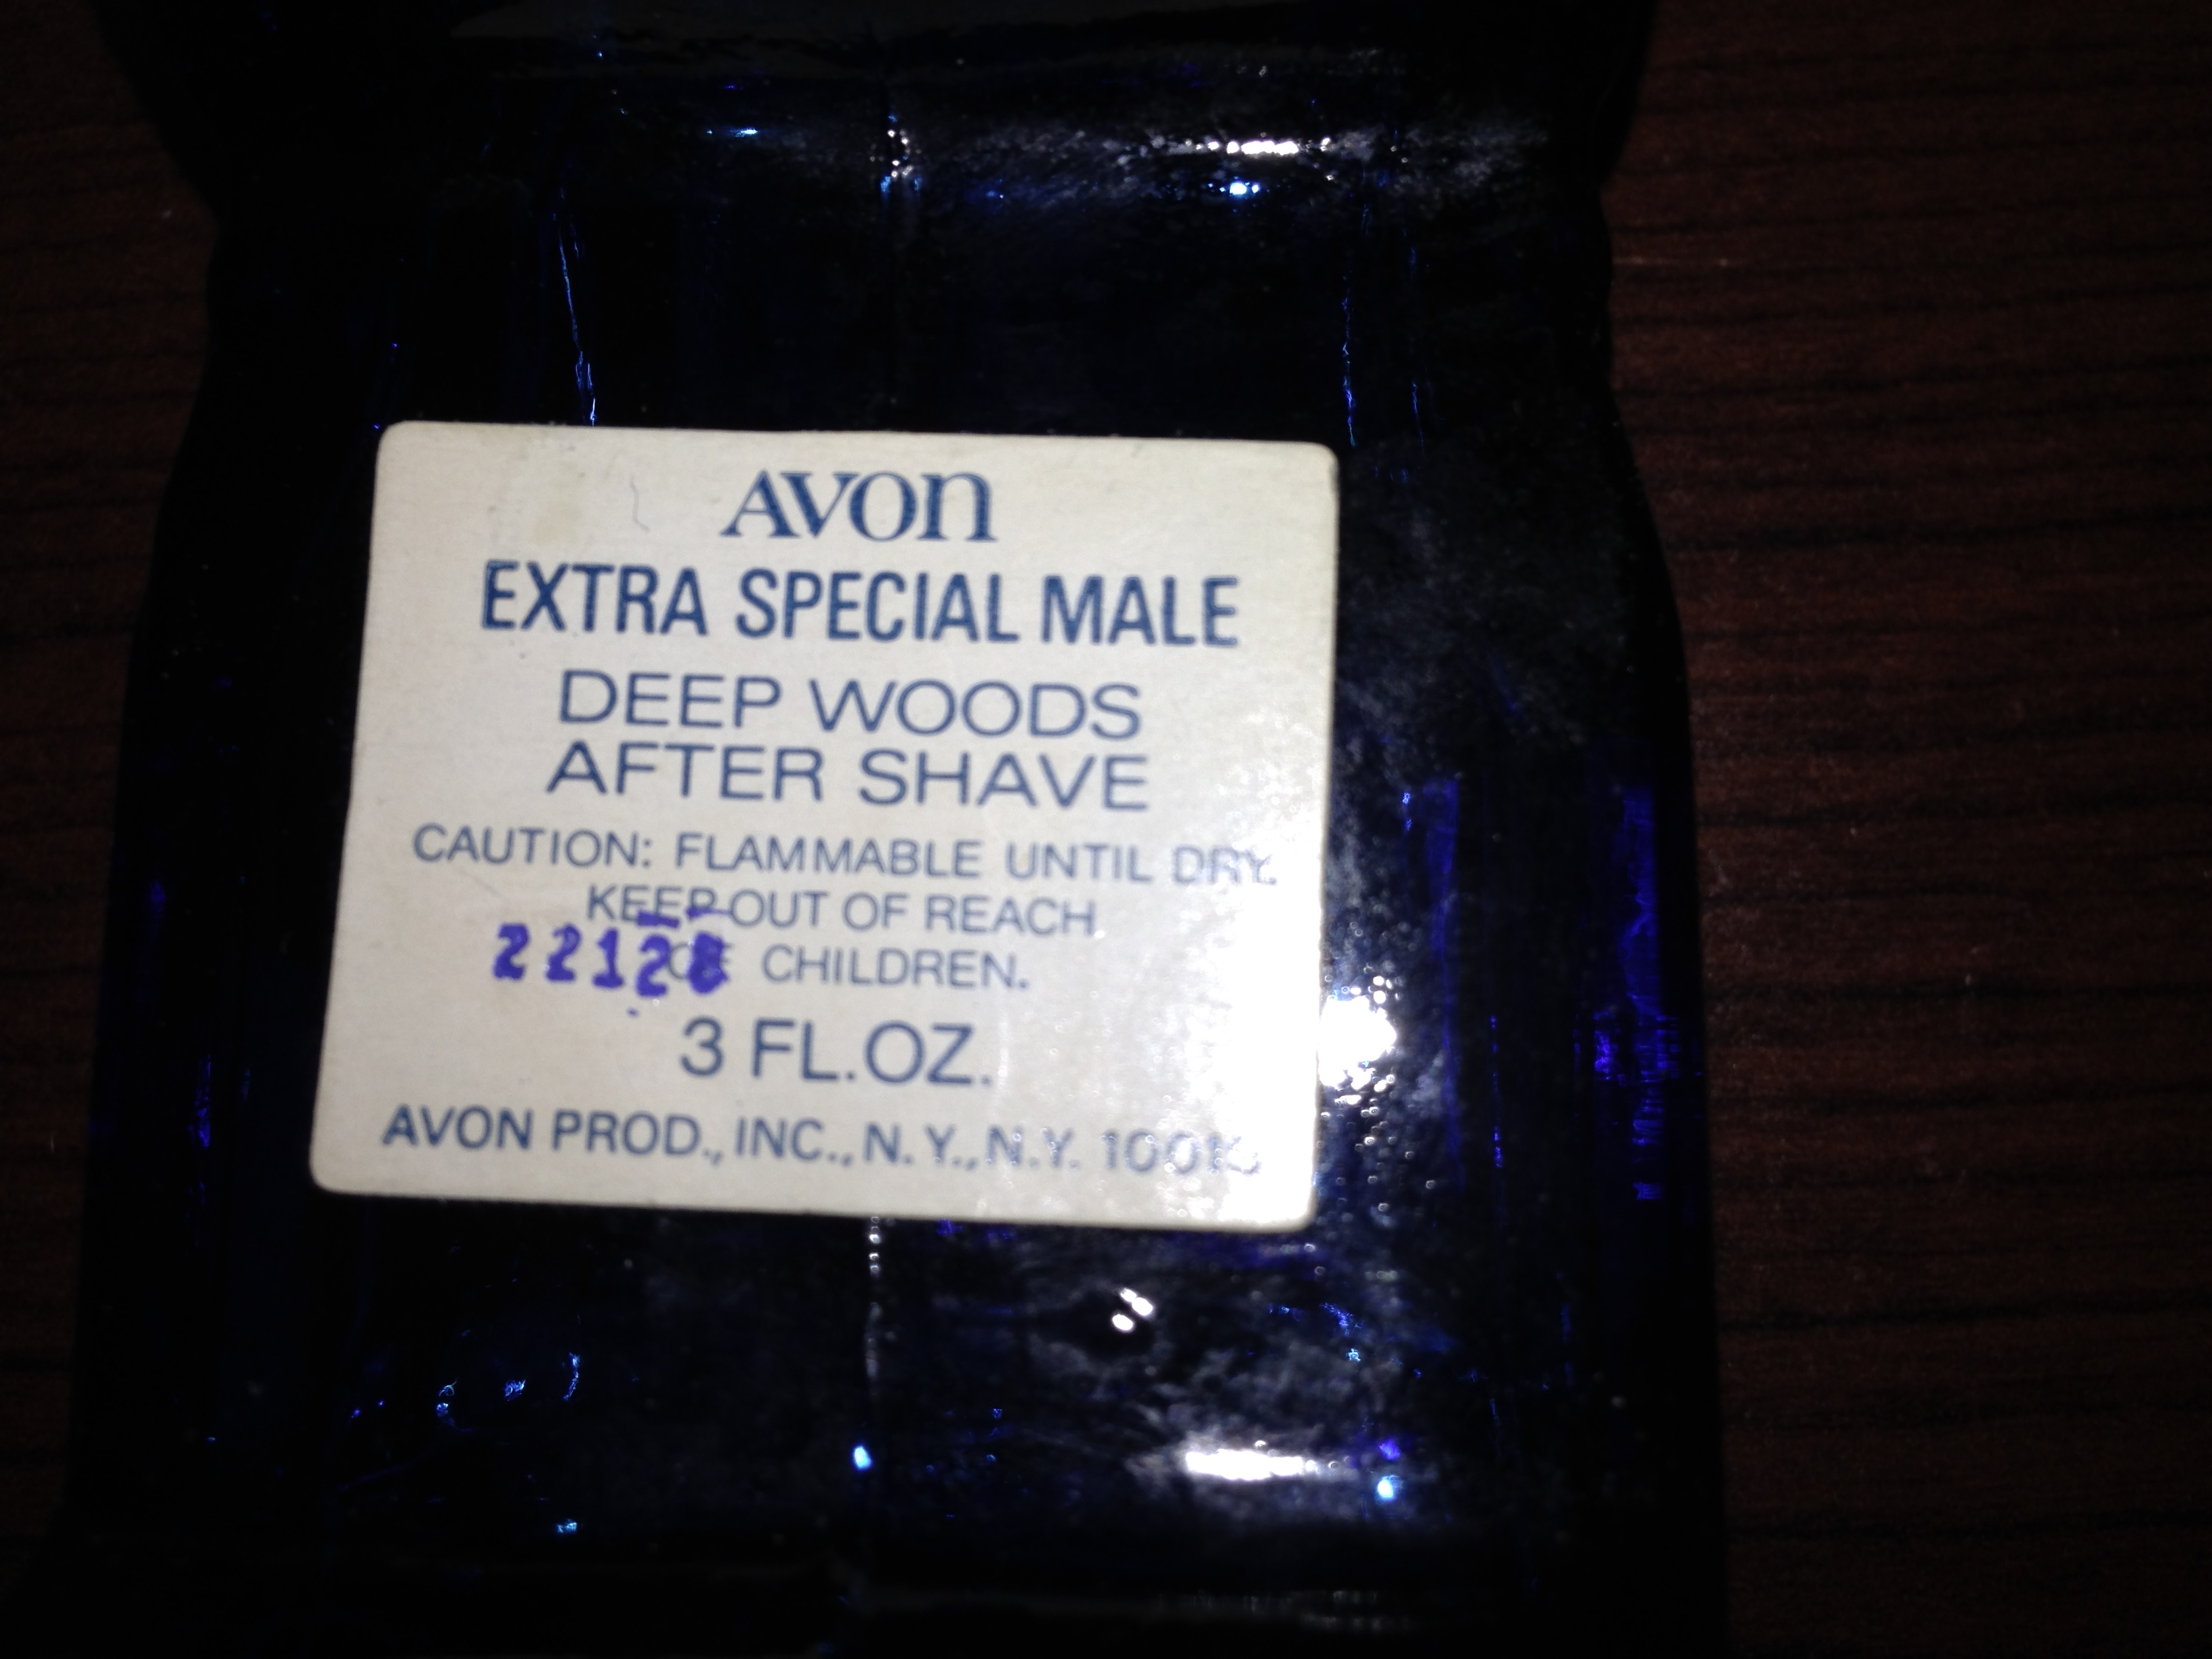 AVON
EXTRA SPECIAL MALE
DEEP WOODS
AFTER SHAVE
CAUTION: FLAMMABLE UNTIL DRY.
KEEP OUT OF REACH
OF CHILDREN.
3 FL.OZ.
AVON PROD., INC., N.Y., N.Y.